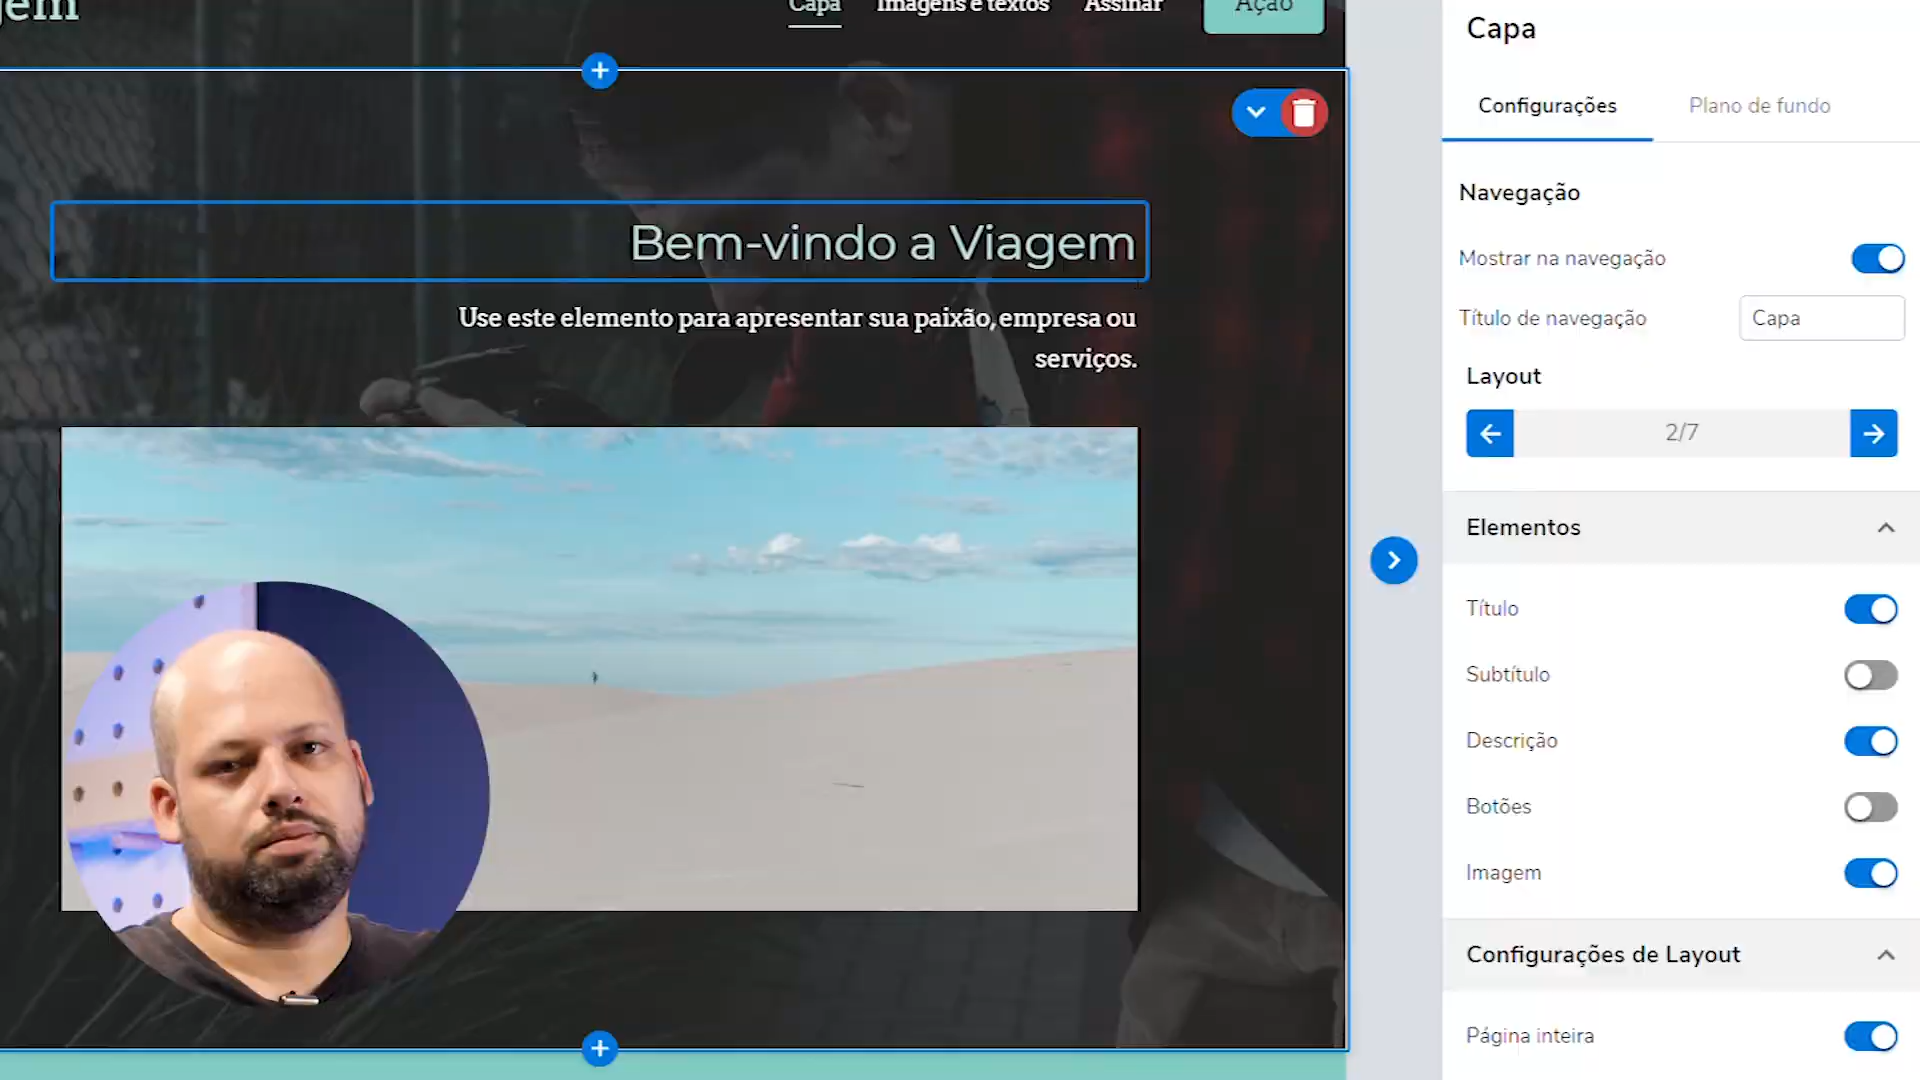 Capa Imagens e textos Assinar Ação
Bem-vindo a Viagem
Use este elemento para apresentar sua paixão, empresa ou
serviços.
Capa
Configurações Plano de fundo
Navegação
Mostrar na navegação
Título de navegação Capa
Layout
2/7
Elementos
Título
Subtítulo
Descrição
Botões
Imagem
Configurações de Layout
Página inteira